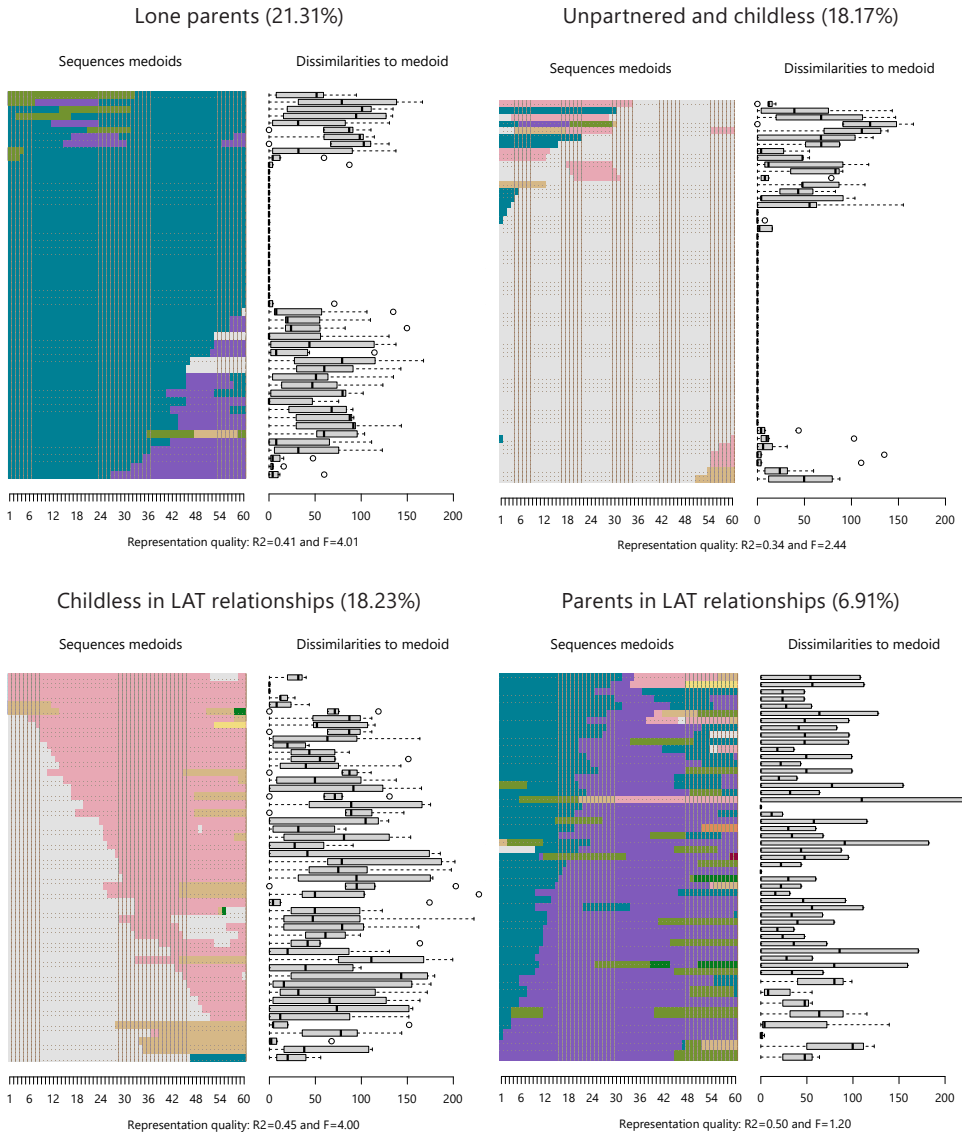 Lone parents (21.31%)
Sequences medoids
Dissimilarities to medoid
1 6 12 18 24 30 36 42 48 54 60
0 50 100 150 200
Representation quality: R2=0.41 and F=4.01
Unpartnered and childless (18.17%)
Sequences medoids
Dissimilarities to medoid
1 6 12 18 24 30 36 42 48 54 60
0 50 100 150 200
Representation quality: R2=0.34 and F=2.44
Childless in LAT relationships (18.23%)
Sequences medoids
Dissimilarities to medoid
1 6 12 18 24 30 36 42 48 54 60
0 50 100 150 200
Representation quality: R2=0.45 and F=4.00
Parents in LAT relationships (6.91%)
Sequences medoids
Dissimilarities to medoid
1 6 12 18 24 30 36 42 48 54 60
0 50 100 150 200
Representation quality: R2=0.50 and F=1.20